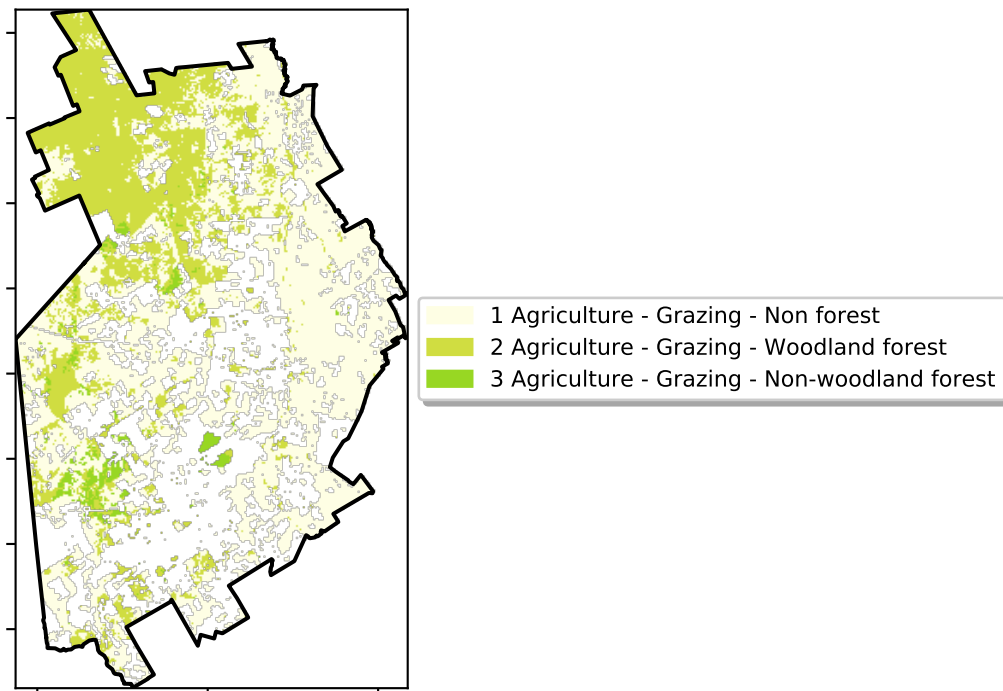 1 Agriculture - Grazing - Non forest
2 Agriculture - Grazing - Woodland forest
3 Agriculture - Grazing - Non-woodland forest